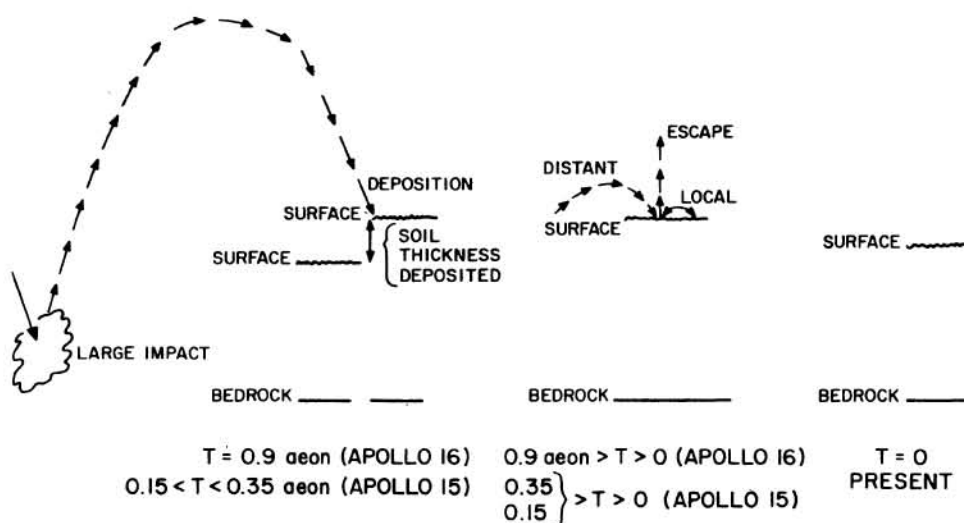 ESCAPE
DISTANT
DEPOSITION
LOCAL
SURFACE
SURFACE
SOIL
THICKNESS
DEPOSITED
SURFACE
SURFACE
LARGE IMPACT
BEDROCK
BEDROCK
BEDROCK
T = 0.9 aeon (APOLLO 16)
0.15 < T < 0.35 aeon (APOLLO 15)
0.9 aeon > T > 0 (APOLLO 16)
0.35
0.15 } > T > 0 (APOLLO 15)
T = 0
PRESENT